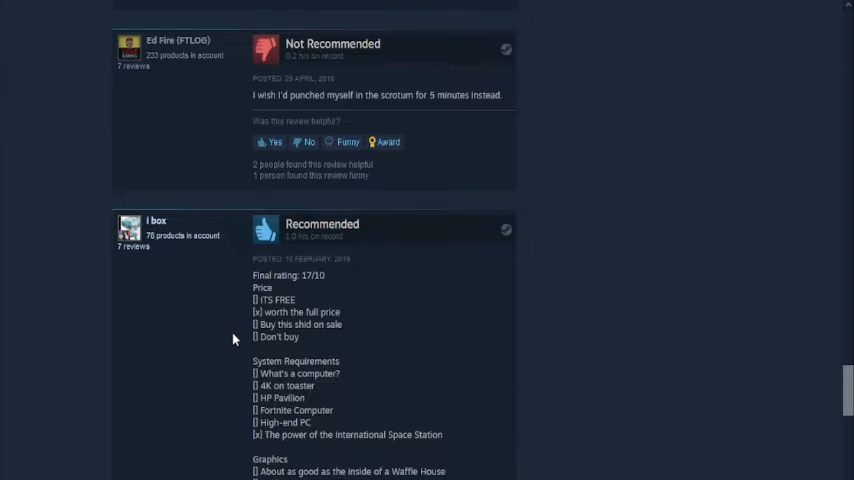 Ed Fire (FTLOG)
233 products in account
7 reviews
Not Recommended
0.2 hrs on record
POSTED: 29 APRIL, 2018
I wish I'd punched myself in the scrotum for 5 minutes instead.
Was this review helpful?
Yes No Funny Award
2 people found this review helpful
1 person found this review funny
i box
78 products in account
7 reviews
Recommended
1.0 hrs on record
POSTED: 10 FEBRUARY, 2019
Final rating: 17/10
Price
[] ITS FREE
[x] worth the full price
[] Buy this shid on sale
[] Don't buy
System Requirements
[] What's a computer?
[] 4K on toaster
[] HP Pavilion
[] Fortnite Computer
[] High-end PC
[x] The power of the International Space Station
Graphics
[] About as good as the inside of a Waffle House